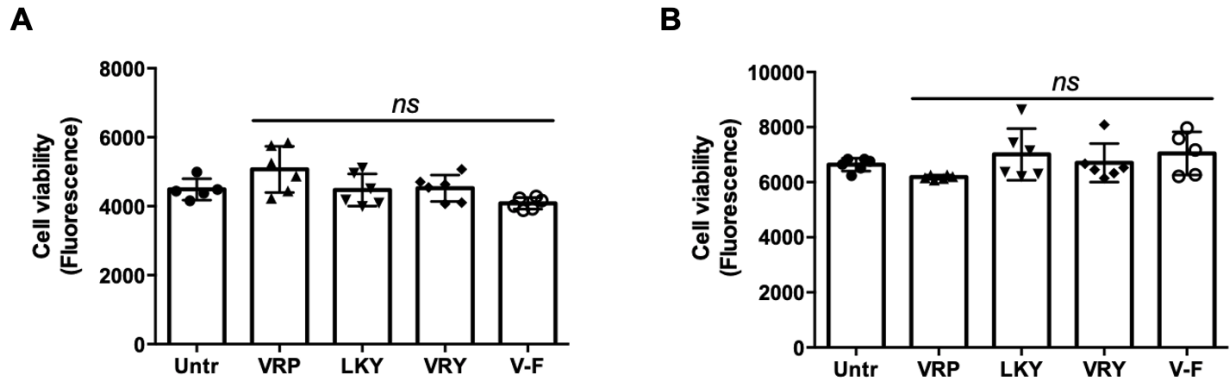 A
Cell viability
(Fluorescence)
8000
6000
4000
2000
0
ns
Untr VRP LKY VRY V-F
B
Cell viability
(Fluorescence)
10000
8000
6000
4000
2000
0
ns
Untr VRP LKY VRY V-F